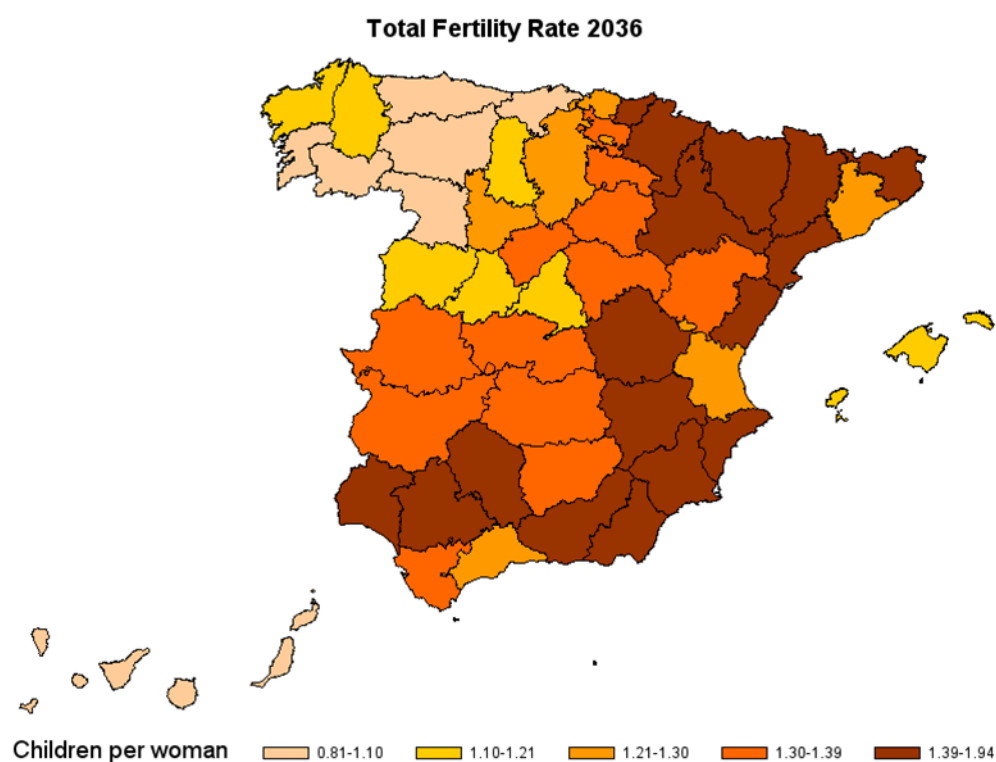 Total Fertility Rate 2036
Children per woman 0.81-1.10 1.10-1.21 1.21-1.30 1.30-1.39 1.39-1.94